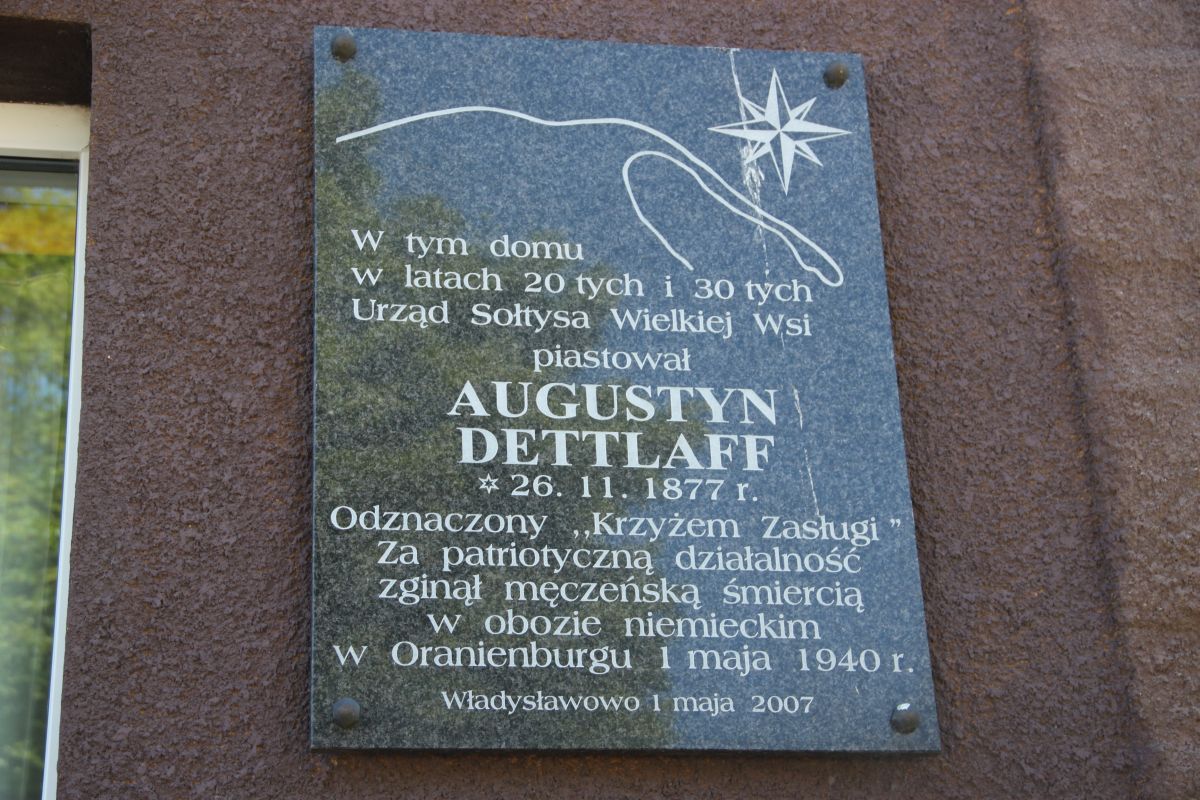 W tym domu
w latach 20 tych i 30 tych
Urząd Sołtysa Wielkiej Wsi
piastował
AUGUSTYN
DETTLAFF
✡ 26. 11. 1877 r.
Odznaczony ,,Krzyżem Zasługi”
Za patriotyczną działalność
zginął męczeńską śmiercią
w obozie niemieckim
w Oranienburgu 1 maja 1940 r.
Władysławowo 1 maja 2007